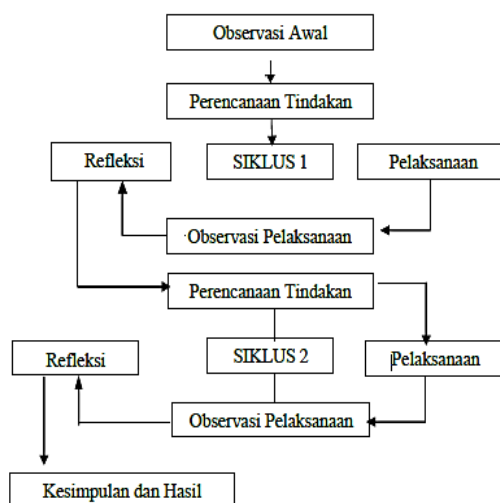 Observasi Awal
Perencanaan Tindakan
Refleksi
SIKLUS 1
Pelaksanaan
Observasi Pelaksanaan
Perencanaan Tindakan
Refleksi
SIKLUS 2
Pelaksanaan
Observasi Pelaksanaan
Kesimpulan dan Hasil